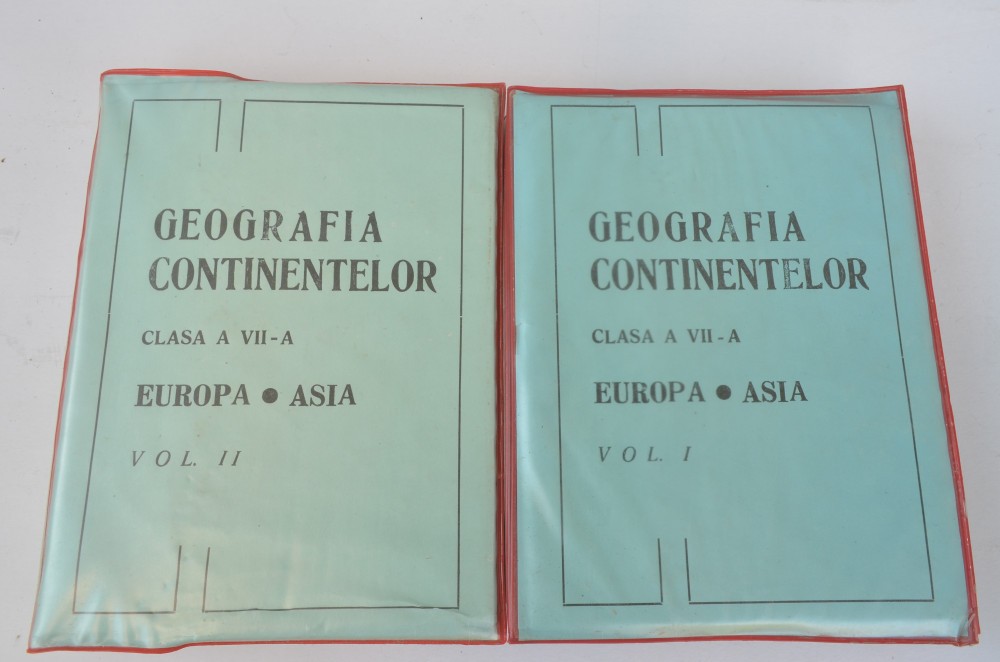 GEOGRAFIA
CONTINENTELOR
CLASA A VII-A
EUROPA • ASIA
VOL. II
GEOGRAFIA
CONTINENTELOR
CLASA A VII-A
EUROPA • ASIA
VOL. I